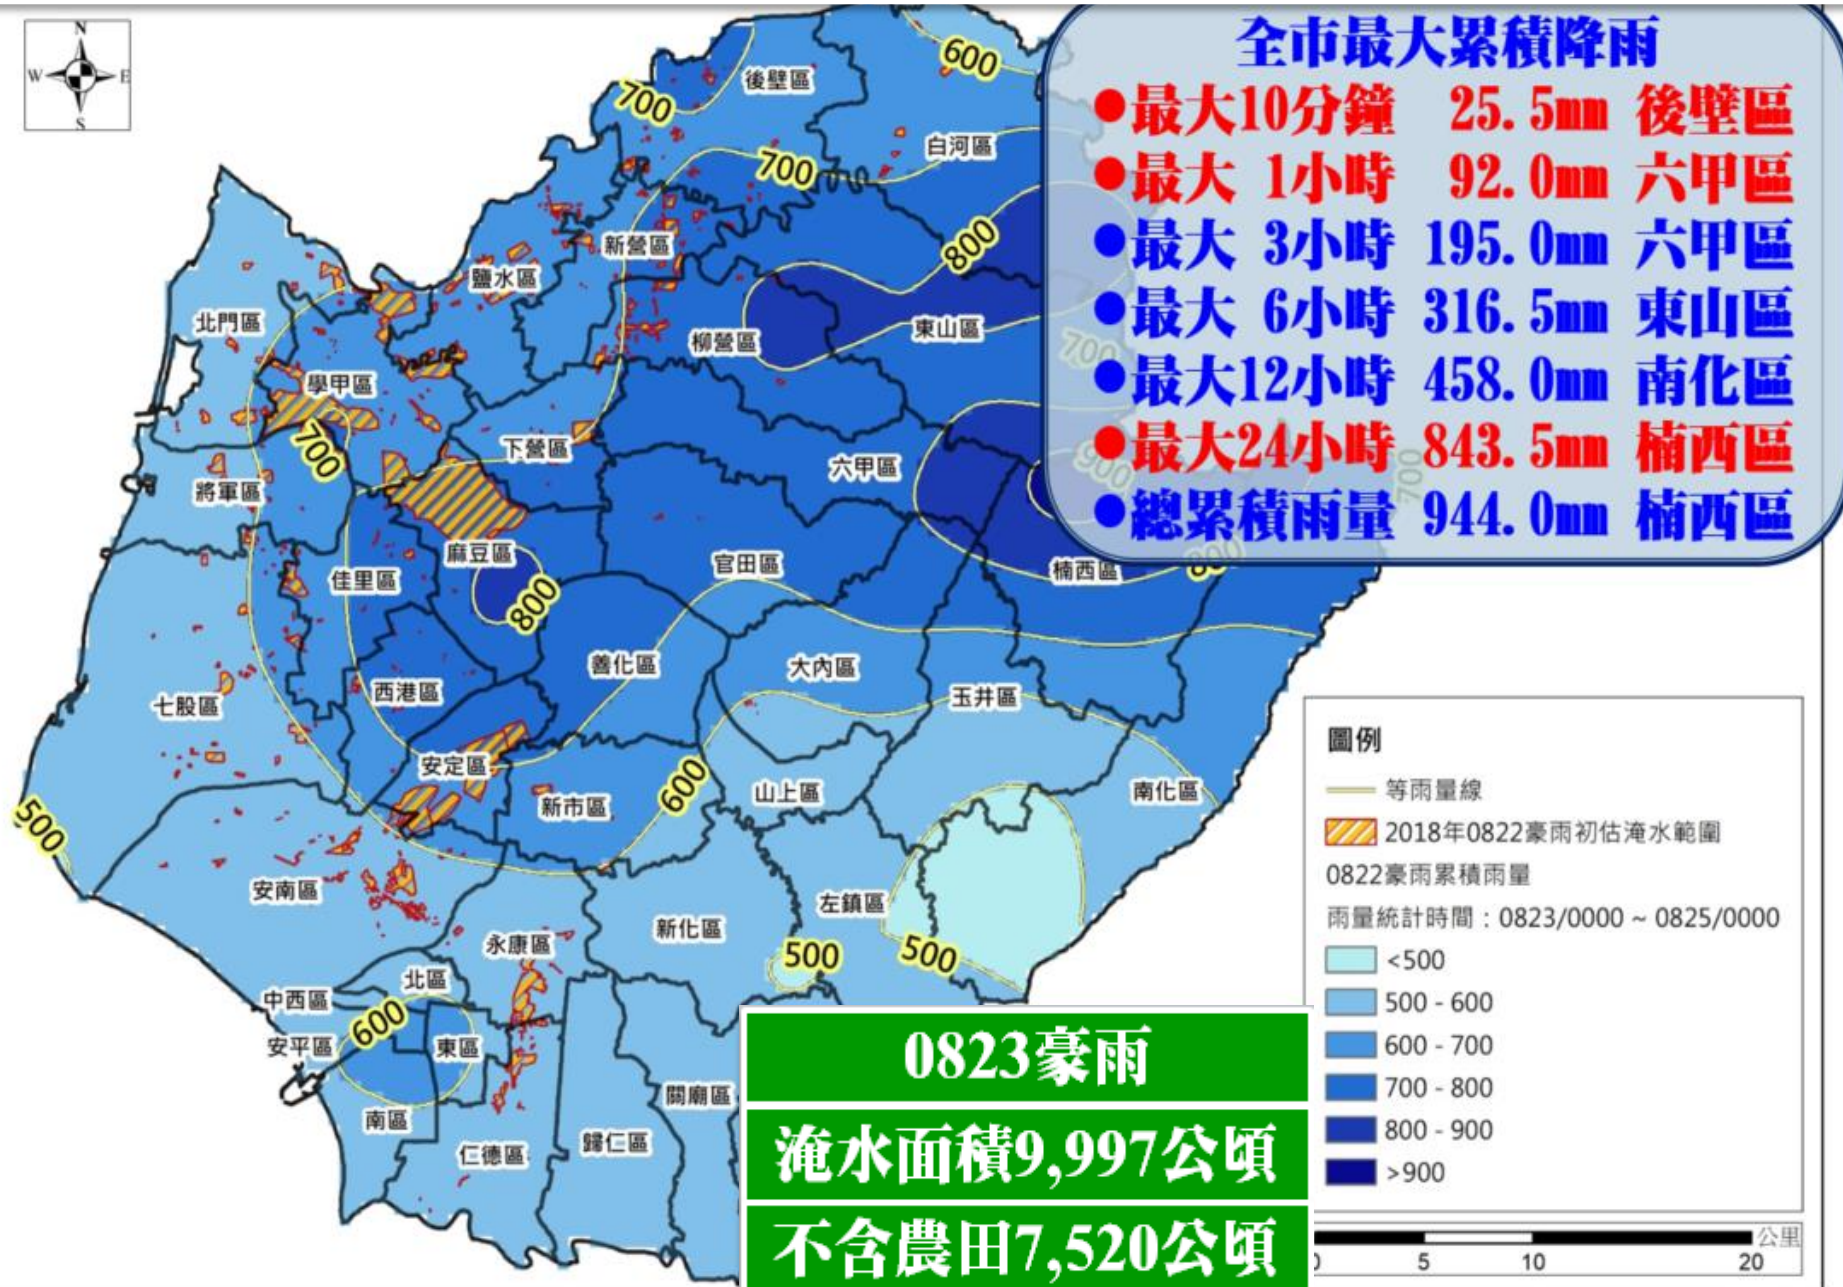 N
W E
S
全市最大累積降雨
●最大10分鐘 25.5mm 後壁區
●最大 1小時 92.0mm 六甲區
●最大 3小時 195.0mm 六甲區
●最大 6小時 316.5mm 東山區
●最大12小時 458.0mm 南化區
●最大24小時 843.5mm 楠西區
●總累積雨量 944.0mm 楠西區
600
後壁區
700
白河區
700
新營區
800
鹽水區
北門區
東山區
柳營區
700
學甲區
700
下營區
六甲區
900
700
將軍區
麻豆區
官田區
800
楠西區
佳里區
800
善化區
大內區
西港區
玉井區
七股區
安定區
600
山上區
南化區
新市區
500
安南區
左鎮區
新化區
永康區
500
500
北區
中西區
600
安平區
東區
關廟區
南區
歸仁區
仁德區
圖例
等雨量線
2018年0822豪雨初估淹水範圍
0822豪雨累積雨量
雨量統計時間：0823/0000 ~ 0825/0000
<500
500 - 600
600 - 700
700 - 800
800 - 900
>900
0823豪雨
淹水面積9,997公頃
不含農田7,520公頃
公里
0 5 10 20